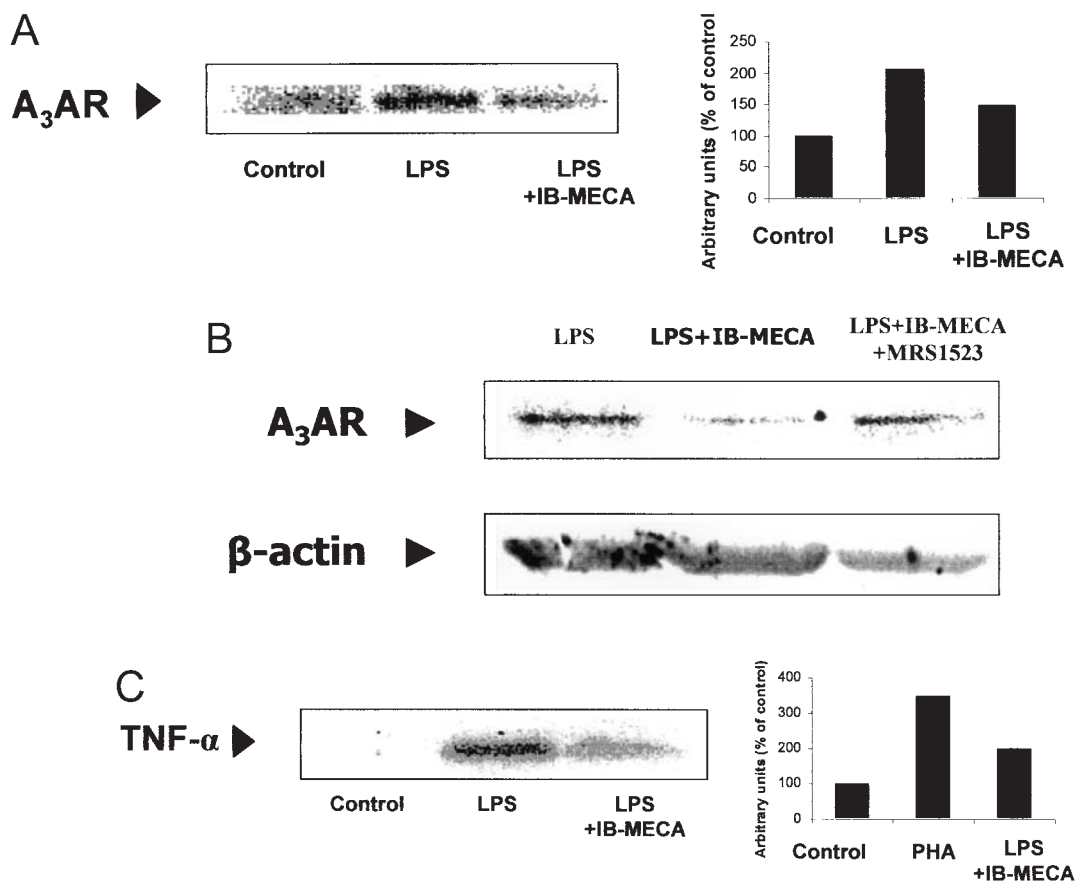 A
A₃AR
Control
LPS
LPS
+IB-MECA
Arbitrary units (% of control)
250
200
150
100
50
0
Control
LPS
LPS
+IB-MECA
B
LPS
LPS+IB-MECA
LPS+IB-MECA
+MRS1523
A₃AR
β-actin
C
TNF-α
Control
LPS
LPS
+IB-MECA
Arbitrary units (% of control)
400
300
200
100
0
Control
PHA
LPS
+IB-MECA